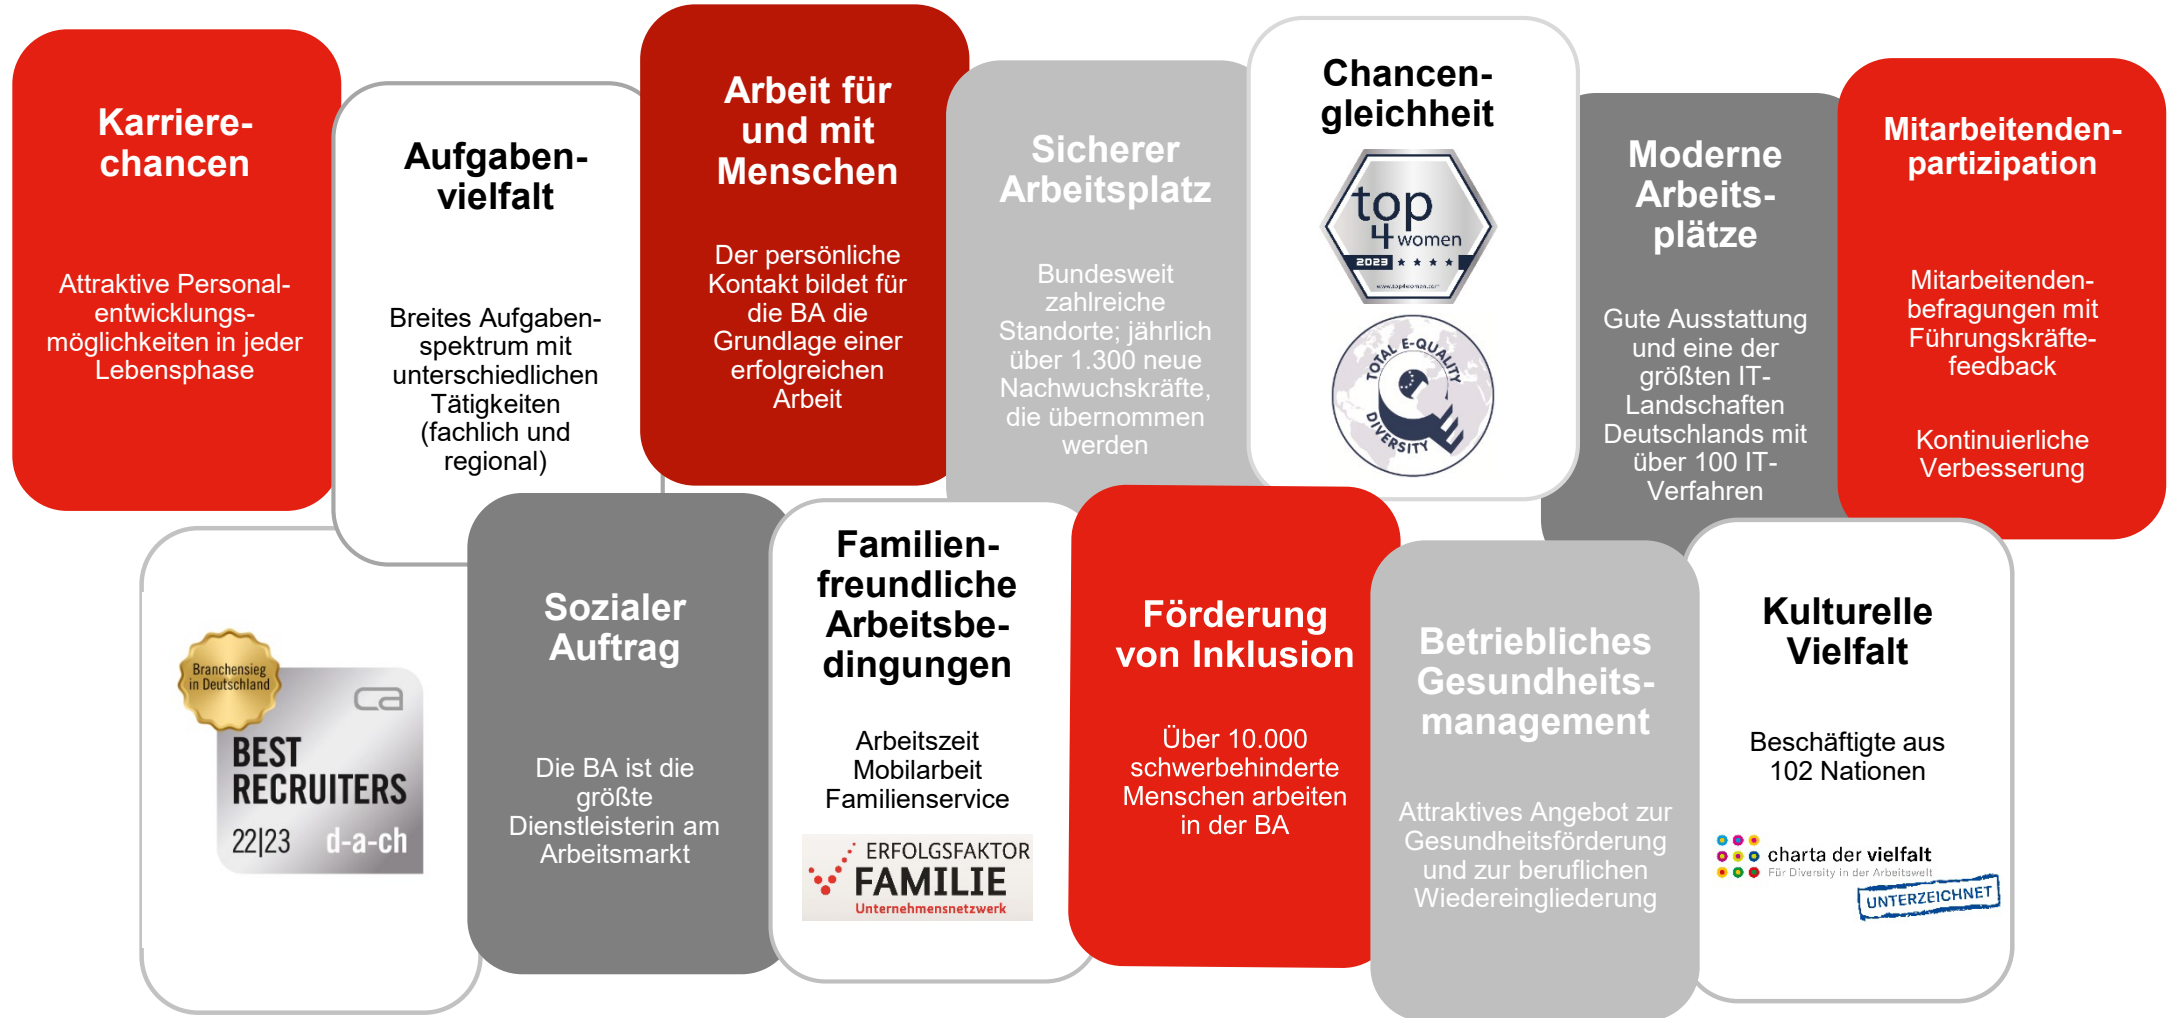 Karriere-
chancen
Attraktive Personal-
entwicklungs-
möglichkeiten in jeder
Lebensphase
Aufgaben-
vielfalt
Breites Aufgaben-
spektrum mit
unterschiedlichen
Tätigkeiten
(fachlich und
regional)
Arbeit für
und mit
Menschen
Der persönliche
Kontakt bildet für
die BA die
Grundlage einer
erfolgreichen
Arbeit
Sicherer
Arbeitsplatz
Bundesweit
zahlreiche
Standorte; jährlich
über 1.300 neue
Nachwuchskräfte,
die übernommen
werden
Chancen-
gleichheit
top
4 women
2023
www.top4women.com
TOTAL E-QUALITY
DIVERSITY
Moderne
Arbeits-
plätze
Gute Ausstattung
und eine der
größten IT-
Landschaften
Deutschlands mit
über 100 IT-
Verfahren
Mitarbeitenden-
partizipation
Mitarbeitenden-
befragungen mit
Führungskräfte-
feedback
Kontinuierliche
Verbesserung
Branchensieg
in Deutschland
ca
BEST
RECRUITERS
22|23 d-a-ch
Sozialer
Auftrag
Die BA ist die
größte
Dienstleisterin am
Arbeitsmarkt
Familien-
freundliche
Arbeitsbe-
dingungen
Arbeitszeit
Mobilarbeit
Familienservice
ERFOLGSFAKTOR
FAMILIE
Unternehmensnetzwerk
Förderung
von Inklusion
Über 10.000
schwerbehinderte
Menschen arbeiten
in der BA
Betriebliches
Gesundheits-
management
Attraktives Angebot zur
Gesundheitsförderung
und zur beruflichen
Wiedereingliederung
Kulturelle
Vielfalt
Beschäftigte aus
102 Nationen
charta der vielfalt
Für Diversity in der Arbeitswelt
UNTERZEICHNET